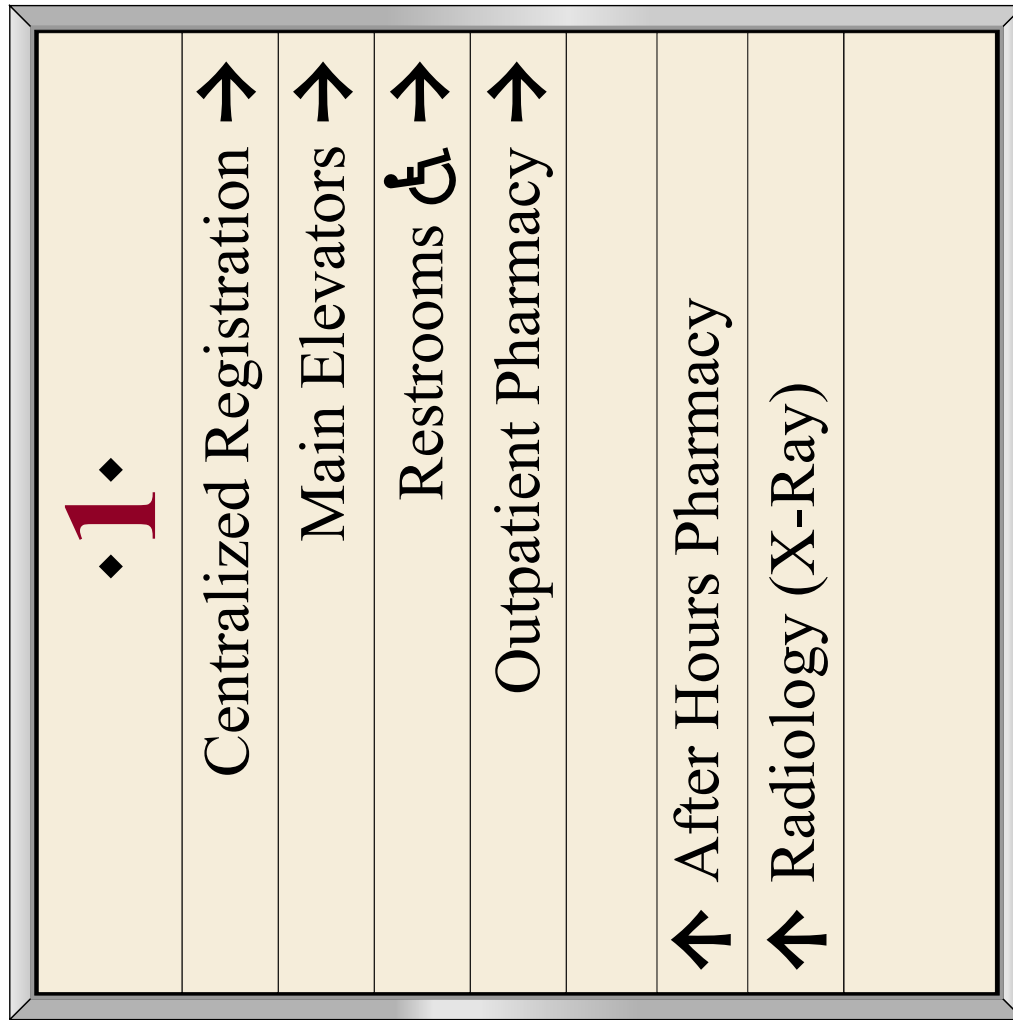 1
Centralized Registration
Main Elevators
Restrooms
Outpatient Pharmacy
After Hours Pharmacy
Radiology (X-Ray)